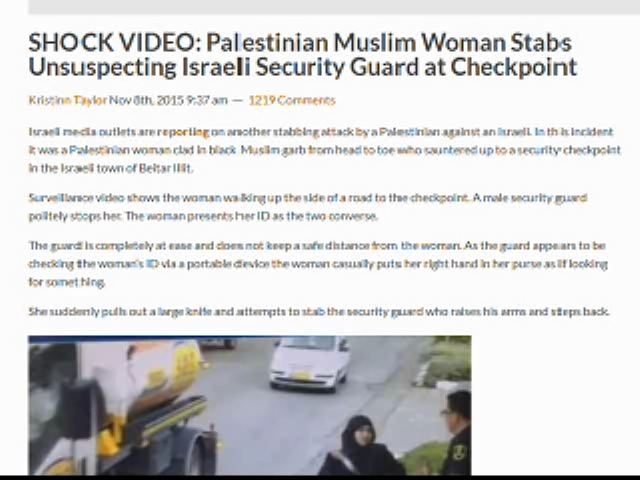 SHOCK VIDEO: Palestinian Muslim Woman Stabs
Unsuspecting Israeli Security Guard at Checkpoint
Kristinn Taylor Nov 8th, 2015 9:37 am — 1219 Comments
Israeli media outlets are reporting on another stabbing attack by a Palestinian against an Israeli. In this incident
it was a Palestinian woman clad in black Muslim garb from head to toe who sauntered up to a security checkpoint
in the Israeli town of Beitar Illit.
Surveillance video shows the woman walking up the side of a road to the checkpoint. A male security guard
politely stops her. The woman presents her ID as the two converse.
The guard is completely at ease and does not keep a safe distance from the woman. As the guard appears to be
checking the woman's ID via a portable device the woman casually puts her right hand in her purse as if looking
for something.
She suddenly pulls out a large knife and attempts to stab the security guard who raises his arms and steps back.